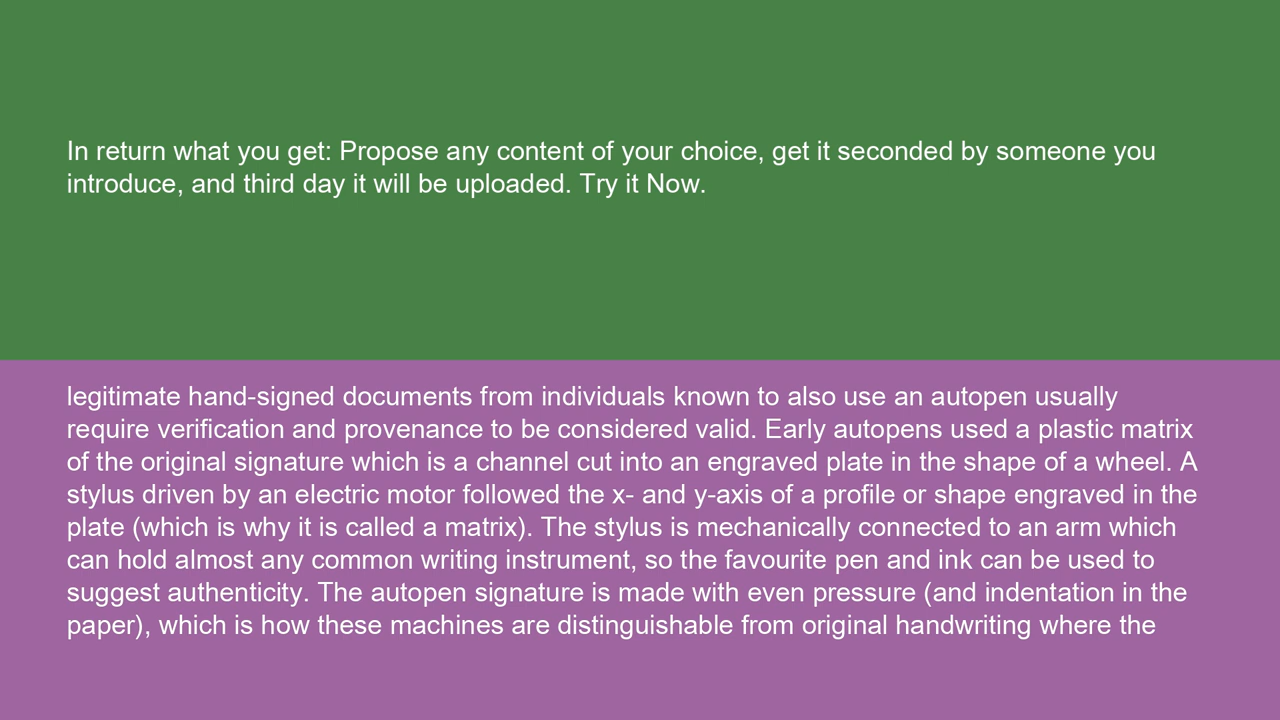 In return what you get: Propose any content of your choice, get it seconded by someone you
introduce, and third day it will be uploaded. Try it Now.
legitimate hand-signed documents from individuals known to also use an autopen usually
require verification and provenance to be considered valid. Early autopens used a plastic matrix
of the original signature which is a channel cut into an engraved plate in the shape of a wheel. A
stylus driven by an electric motor followed the x- and y-axis of a profile or shape engraved in the
plate (which is why it is called a matrix). The stylus is mechanically connected to an arm which
can hold almost any common writing instrument, so the favourite pen and ink can be used to
suggest authenticity. The autopen signature is made with even pressure (and indentation in the
paper), which is how these machines are distinguishable from original handwriting where the